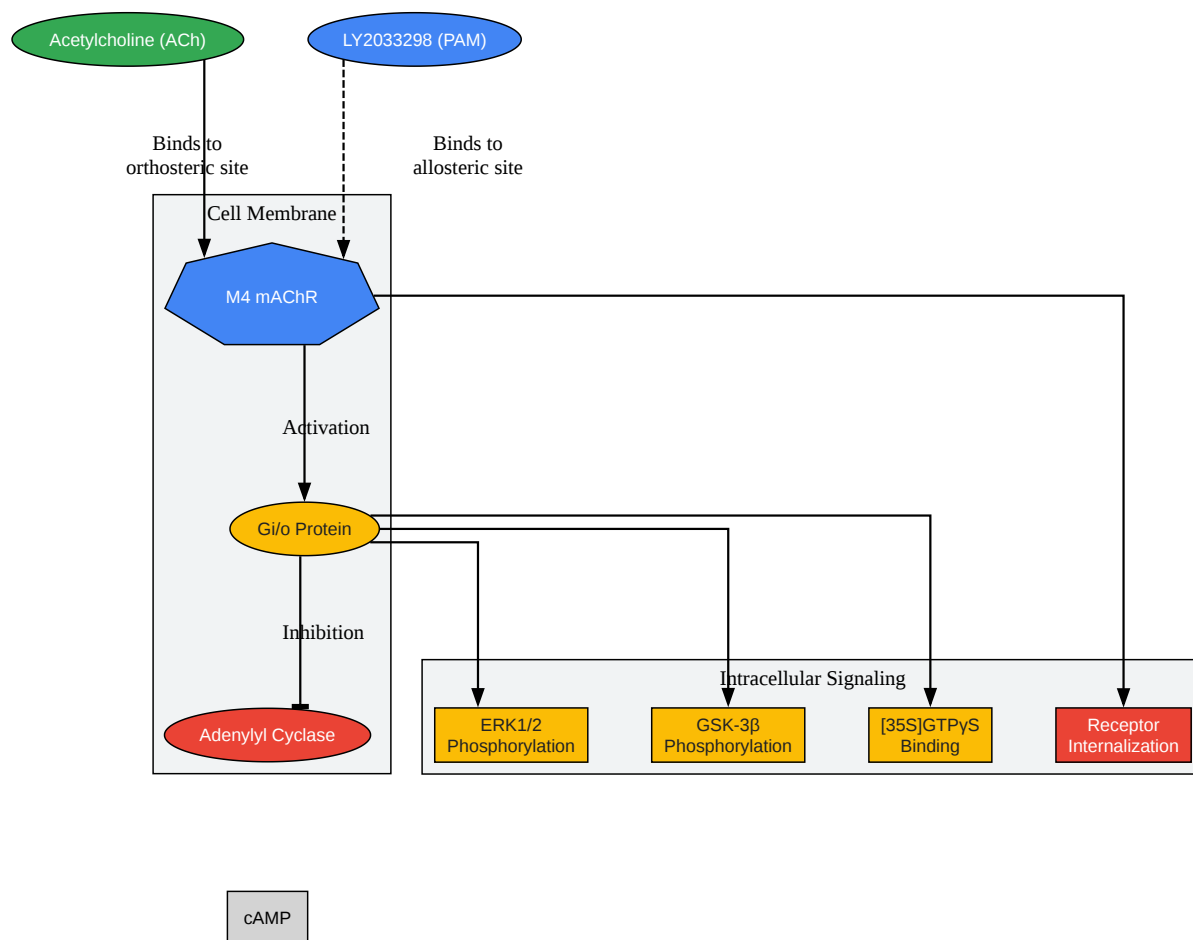 Acetylcholine (ACh)
LY2033298 (PAM)
Binds to
orthosteric site
Binds to
allosteric site
Cell Membrane
M4 mAChR
Activation
Gi/o Protein
Inhibition
Intracellular Signaling
Adenylyl Cyclase
ERK1/2
Phosphorylation
GSK-3β
Phosphorylation
[35S]GTPγS
Binding
Receptor
Internalization
cAMP